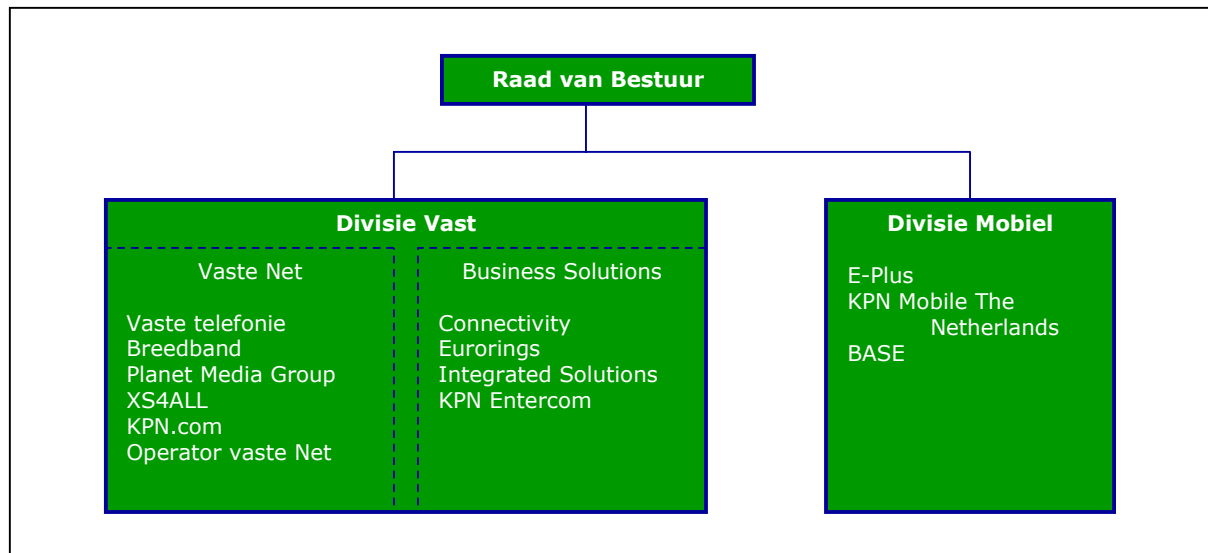 Raad van Bestuur
Divisie Vast
Vaste Net
Vaste telefonie
Breedband
Planet Media Group
XS4ALL
KPN.com
Operator vaste Net
Business Solutions
Connectivity
Eurorings
Integrated Solutions
KPN Entercom
Divisie Mobiel
E-Plus
KPN Mobile The
Netherlands
BASE